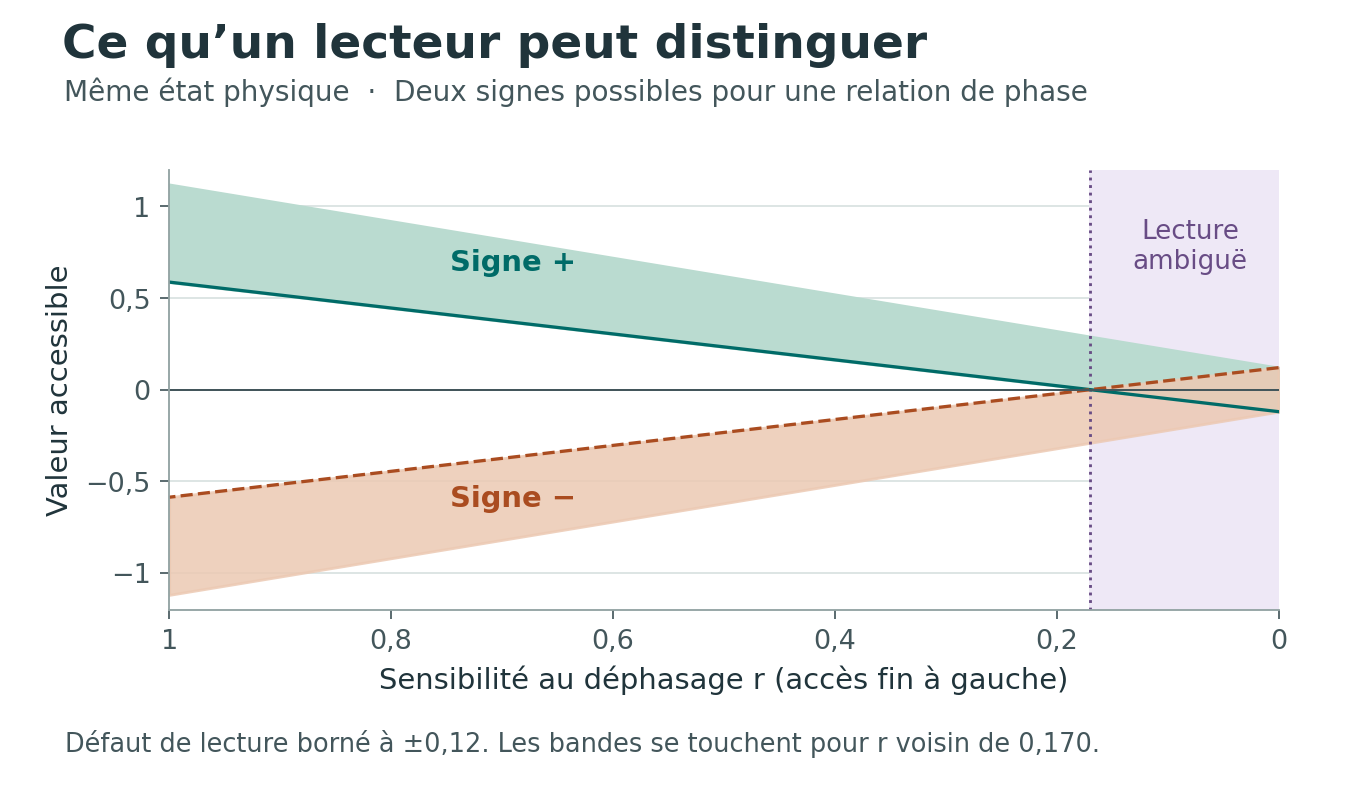 Ce qu’un lecteur peut distinguer
Même état physique · Deux signes possibles pour une relation de phase
Valeur accessible
1
0,5
0
−0,5
−1
Signe +
Signe −
Lecture
ambiguë
1
0,8
0,6
0,4
0,2
0
Sensibilité au déphasage r (accès fin à gauche)
Défaut de lecture borné à ±0,12. Les bandes se touchent pour r voisin de 0,170.